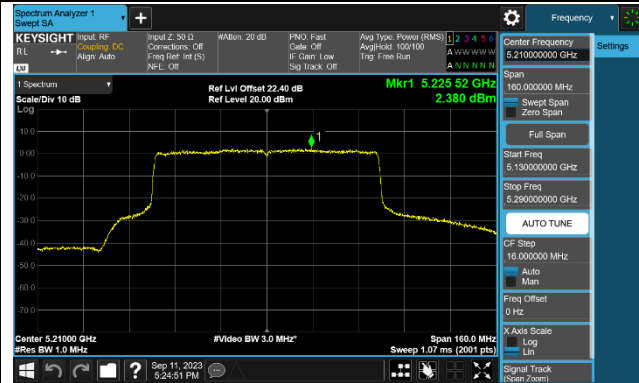 Spectrum Analyzer 1
Swept SA
+
Frequency
KEYSIGHT
RL
LXI
Input: RF
Coupling: DC
Align: Auto
Input Z: 50 Ω
Corrections: Off
Freq Ref: Int (S)
NFE: Off
#Atten: 20 dB
PNO: Fast
Gate: Off
IF Gain: Low
Sig Track: Off
Avg Type: Power (RMS)
Avg|Hold: 100/100
Trig: Free Run
1 2 3 4 5 6
A W W W W W
A N N N N N
1 Spectrum
Scale/Div 10 dB
Log
Ref Lvl Offset 22.40 dB
Ref Level 20.00 dBm
Mkr1 5.225 52 GHz
2.380 dBm
10.0
0
-10.0
-20.0
-30.0
-40.0
-50.0
-60.0
-70.0
1
Center 5.21000 GHz
#Res BW 1.0 MHz
#Video BW 3.0 MHz*
Span 160.0 MHz
Sweep 1.07 ms (2001 pts)
Sep 11, 2023
5:24:51 PM
Center Frequency
5.210000000 GHz
Span
160.000000 MHz
Swept Span
Zero Span
Full Span
Start Freq
5.130000000 GHz
Stop Freq
5.290000000 GHz
AUTO TUNE
CF Step
16.000000 MHz
Auto
Man
Freq Offset
0 Hz
X Axis Scale
Log
Lin
Signal Track
(Span Zoom)
Settings